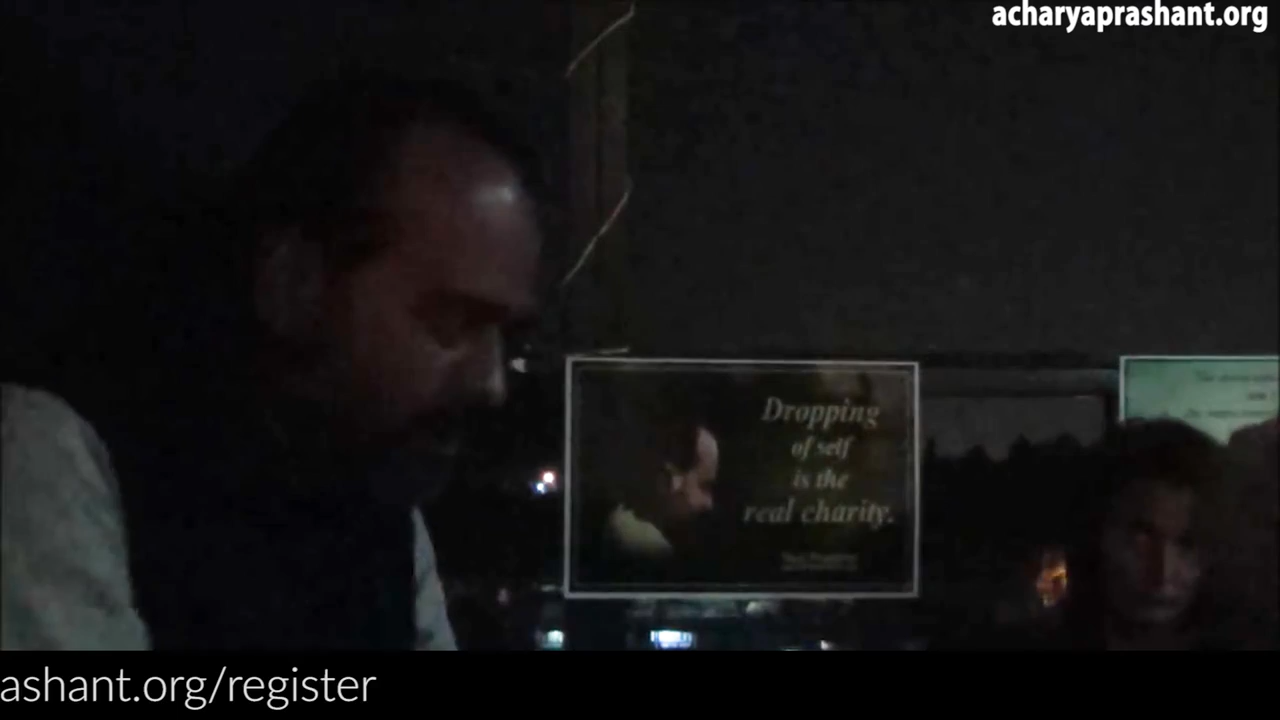 acharyaprashant.org
Dropping
of self
is the
real charity.
ashant.org/register